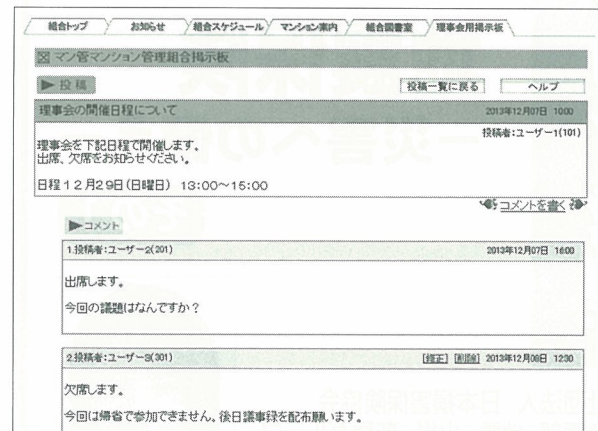 組合トップ お知らせ 組合スケジュール マンション案内 組合図書室 理事会用掲示板
マン管マンション管理組合掲示板
▶投稿 投稿一覧に戻る ヘルプ
理事会の開催日程について 2013年12月07日 1000
投稿者:ユーザー1(101)
理事会を下記日程で開催します。
出席、欠席をお知らせください。
日程12月29日(日曜日) 13:00~15:00
コメントを書く
▶コメント
1.投稿者:ユーザー2(201) 2013年12月07日 1600
出席します。
今回の議題はなんですか?
2.投稿者:ユーザー3(301) [修正] [削除] 2013年12月08日 1230
欠席します。
今回は帰省で参加できません。後日議事録を配布願います。